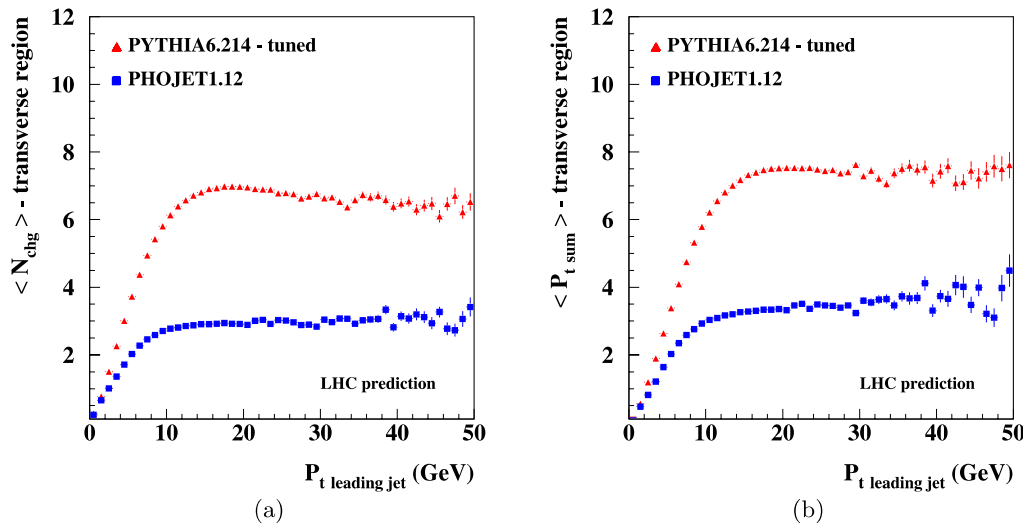 < N_chg > - transverse region
12
10
8
6
4
2
PYTHIA6.214 - tuned
PHOJET1.12
LHC prediction
0 10 20 30 40 50
P_t leading jet (GeV)
(a)
< P_t sum > - transverse region
12
10
8
6
4
2
PYTHIA6.214 - tuned
PHOJET1.12
LHC prediction
0 10 20 30 40 50
P_t leading jet (GeV)
(b)